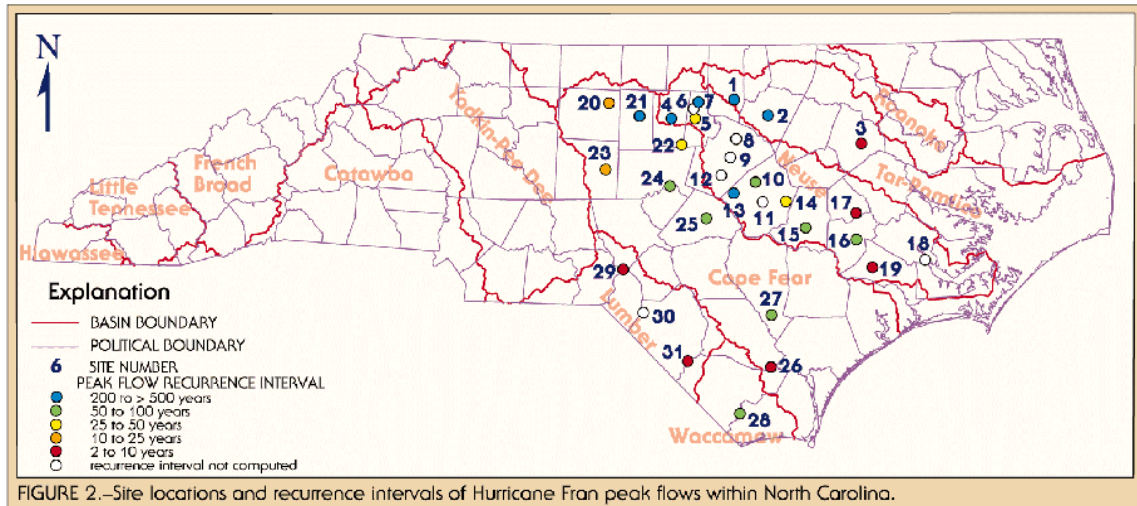 N
1
2
3
4
5
6
7
8
9
10
11
12
13
14
15
16
17
18
19
20
21
22
23
24
25
26
27
28
29
30
31
Roanoke
Yadkin-Pee Dee
French
Broad
Catawba
Little
Tennessee
Hiawassee
Neuse
Tar-Pamlico
Cape Fear
Lumber
Waccamaw
Explanation
BASIN BOUNDARY
POLITICAL BOUNDARY
6 SITE NUMBER
PEAK FLOW RECURRENCE INTERVAL
200 to > 500 years
50 to 100 years
25 to 50 years
10 to 25 years
2 to 10 years
recurrence interval not computed
FIGURE 2.–Site locations and recurrence intervals of Hurricane Fran peak flows within North Carolina.